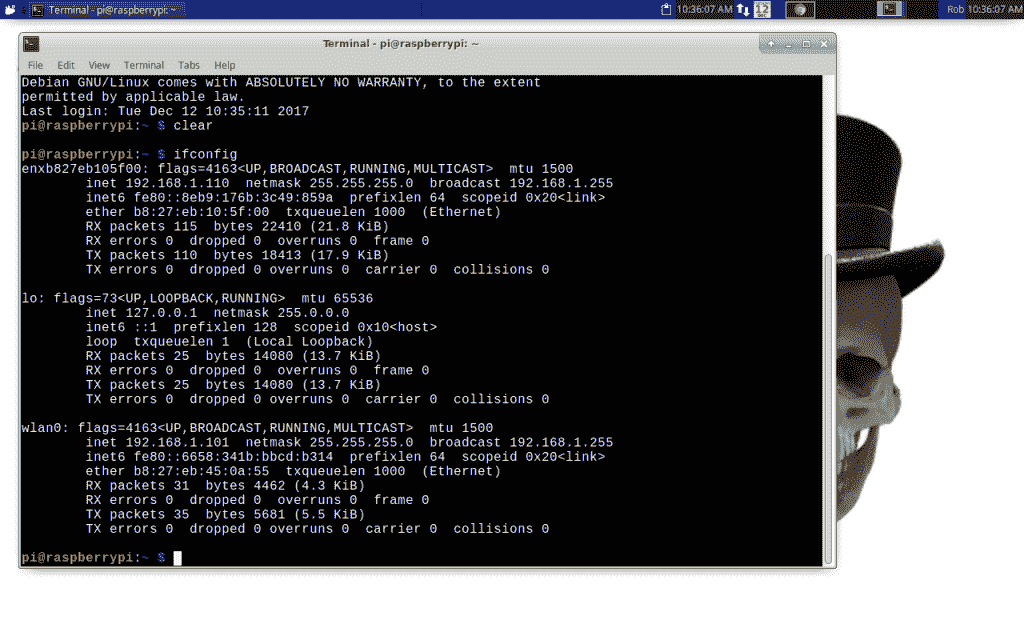 Terminal - pi@raspberrypi: ~
10:36:07 AM
12
Rob 10:36:07 AM
Terminal - pi@raspberrypi: ~
File Edit View Terminal Tabs Help
Debian GNU/Linux comes with ABSOLUTELY NO WARRANTY, to the extent
permitted by applicable law.
Last login: Tue Dec 12 10:35:11 2017
pi@raspberrypi:~ $ clear
pi@raspberrypi:~ $ ifconfig
enxb827eb105f00: flags=4163<UP,BROADCAST,RUNNING,MULTICAST>  mtu 1500
        inet 192.168.1.110  netmask 255.255.255.0  broadcast 192.168.1.255
        inet6 fe80::8eb9:176b:3c49:859a  prefixlen 64  scopeid 0x20<link>
        ether b8:27:eb:10:5f:00  txqueuelen 1000  (Ethernet)
        RX packets 115  bytes 22410 (21.8 KiB)
        RX errors 0  dropped 0  overruns 0  frame 0
        TX packets 110  bytes 18413 (17.9 KiB)
        TX errors 0  dropped 0 overruns 0  carrier 0  collisions 0
lo: flags=73<UP,LOOPBACK,RUNNING>  mtu 65536
        inet 127.0.0.1  netmask 255.0.0.0
        inet6 ::1  prefixlen 128  scopeid 0x10<host>
        loop  txqueuelen 1  (Local Loopback)
        RX packets 25  bytes 14080 (13.7 KiB)
        RX errors 0  dropped 0  overruns 0  frame 0
        TX packets 25  bytes 14080 (13.7 KiB)
        TX errors 0  dropped 0 overruns 0  carrier 0  collisions 0
wlan0: flags=4163<UP,BROADCAST,RUNNING,MULTICAST>  mtu 1500
        inet 192.168.1.101  netmask 255.255.255.0  broadcast 192.168.1.255
        inet6 fe80::6658:341b:bbcd:b314  prefixlen 64  scopeid 0x20<link>
        ether b8:27:eb:45:0a:55  txqueuelen 1000  (Ethernet)
        RX packets 31  bytes 4462 (4.3 KiB)
        RX errors 0  dropped 0  overruns 0  frame 0
        TX packets 35  bytes 5681 (5.5 KiB)
        TX errors 0  dropped 0 overruns 0  carrier 0  collisions 0
pi@raspberrypi:~ $